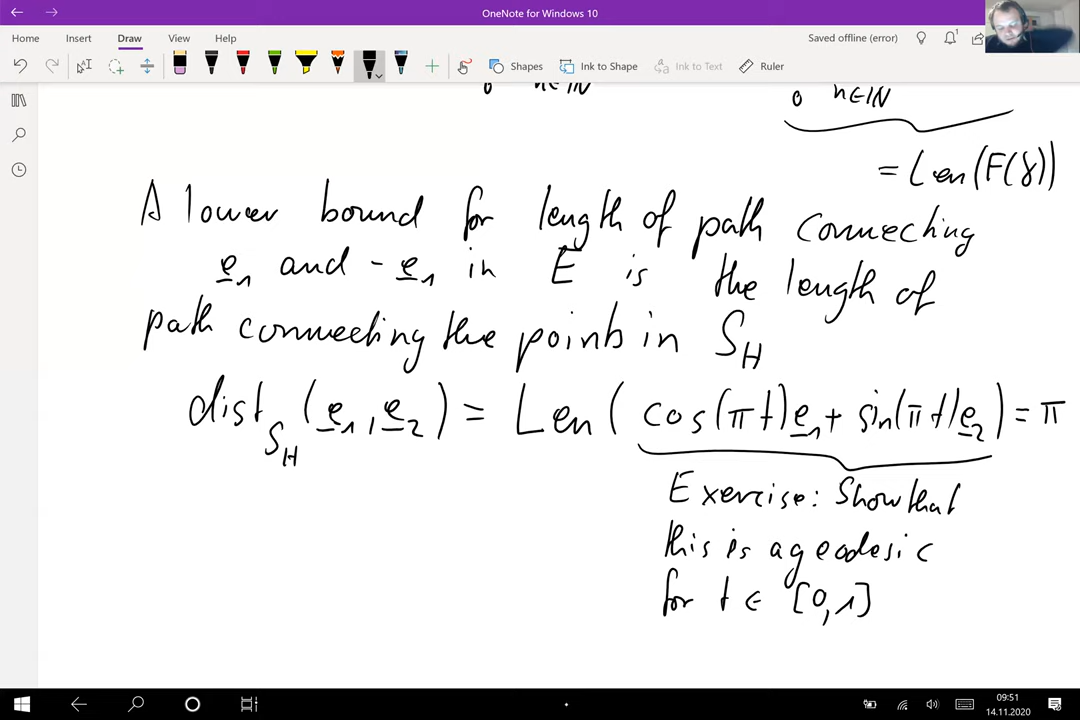 OneNote for Windows 10
Home Insert Draw View Help
Saved offline (error)
Shapes Ink to Shape Ink to Text Ruler
0 n∈ℕ 0 n∈ℕ
= Len(F(γ))
A lower bound for length of path connecting
e₁ and -e₁ in E is the length of
path connecting the points in S_H
dist_{S_H}(e₁,e₂) = Len(cos(πt)e₁+sin(πt)e₂) = π
Exercise: Show that
this is a geodesic
for t ∈ [0,1]
09:51
14.11.2020